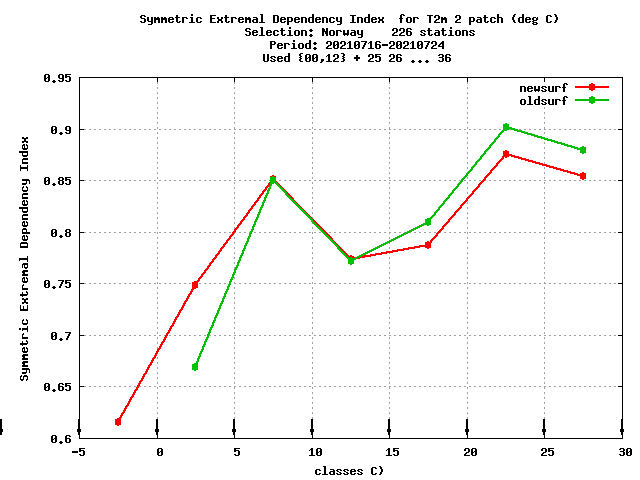 Symmetric Extremal Dependency Index for T2m 2 patch (deg C)
Selection: Norway 226 stations
Period: 20210716-20210724
Used {00,12} + 25 26 ... 36
0.95
newsurf
oldsurf
0.9
0.85
0.8
0.75
0.7
0.65
0.6
Symmetric Extremal Dependency Index
-5 0 5 10 15 20 25 30
classes C)